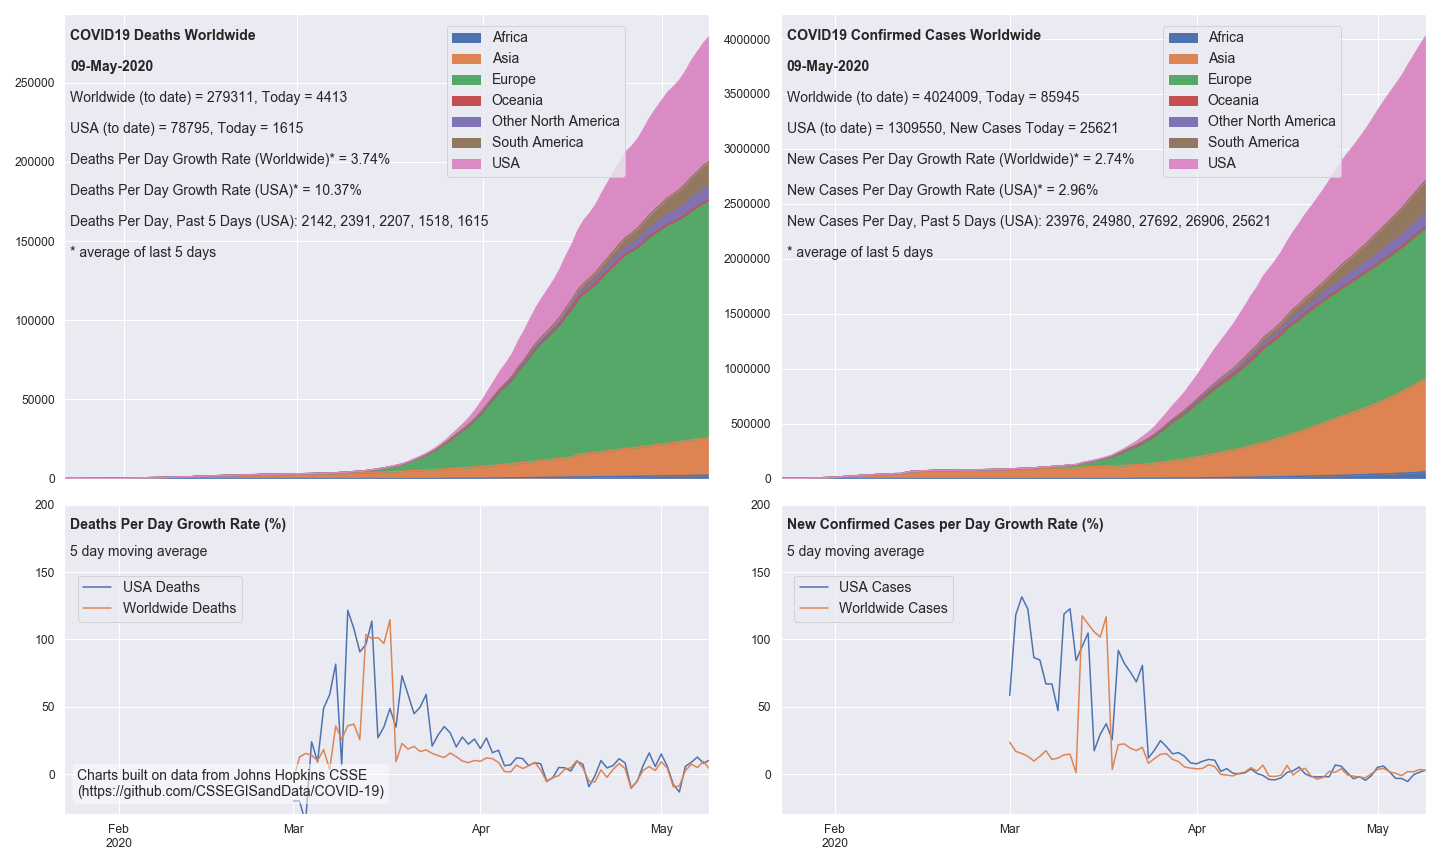 COVID19 Deaths Worldwide
09-May-2020
Worldwide (to date) = 279311, Today = 4413
USA (to date) = 78795, Today = 1615
Deaths Per Day Growth Rate (Worldwide)* = 3.74%
Deaths Per Day Growth Rate (USA)* = 10.37%
Deaths Per Day, Past 5 Days (USA): 2142, 2391, 2207, 1518, 1615
* average of last 5 days
Africa
Asia
Europe
Oceania
Other North America
South America
USA
250000
200000
150000
100000
50000
0
COVID19 Confirmed Cases Worldwide
09-May-2020
Worldwide (to date) = 4024009, Today = 85945
USA (to date) = 1309550, New Cases Today = 25621
New Cases Per Day Growth Rate (Worldwide)* = 2.74%
New Cases Per Day Growth Rate (USA)* = 2.96%
New Cases Per Day, Past 5 Days (USA): 23976, 24980, 27692, 26906, 25621
* average of last 5 days
Africa
Asia
Europe
Oceania
Other North America
South America
USA
4000000
3500000
3000000
2500000
2000000
1500000
1000000
500000
0
Deaths Per Day Growth Rate (%)
5 day moving average
USA Deaths
Worldwide Deaths
200
150
100
50
0
Charts built on data from Johns Hopkins CSSE
(https://github.com/CSSEGISandData/COVID-19)
Feb Mar Apr May
2020
New Confirmed Cases per Day Growth Rate (%)
5 day moving average
USA Cases
Worldwide Cases
200
150
100
50
0
Feb Mar Apr May
2020